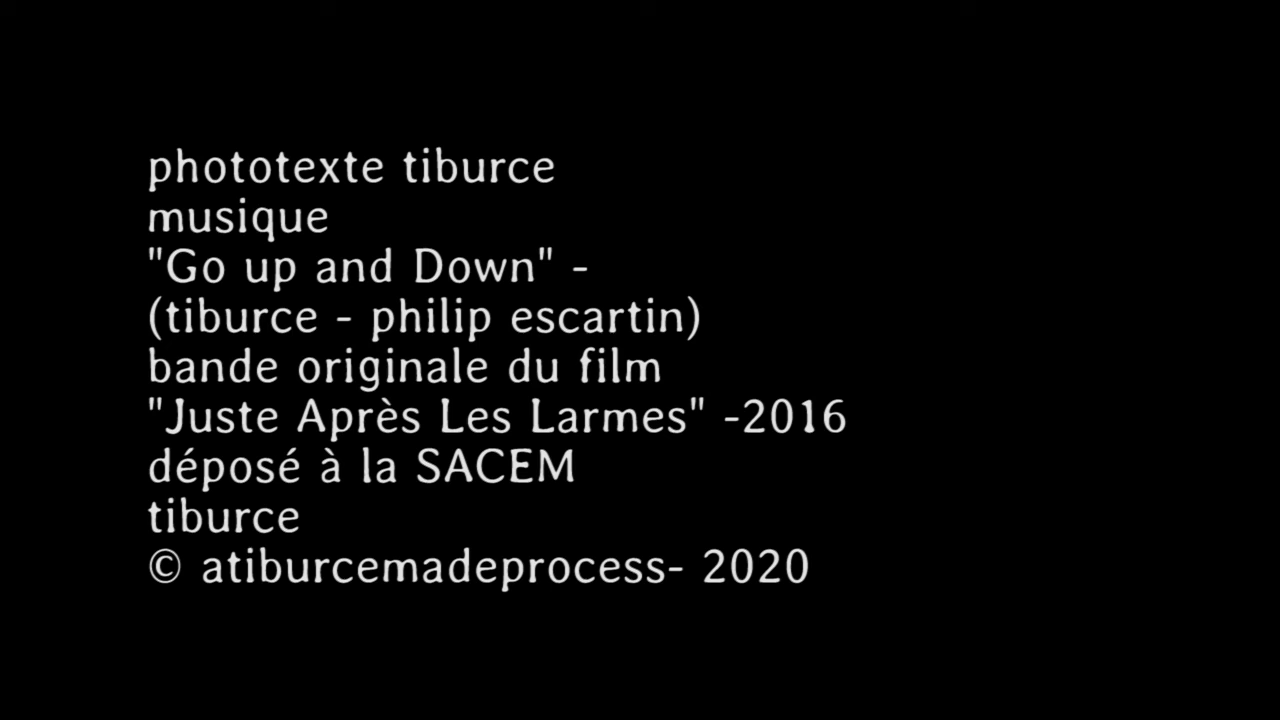 phototexte tiburce
musique
"Go up and Down" -
(tiburce - philip escartin)
bande originale du film
"Juste Après Les Larmes" -2016
déposé à la SACEM
tiburce
© atiburcemadeprocess- 2020